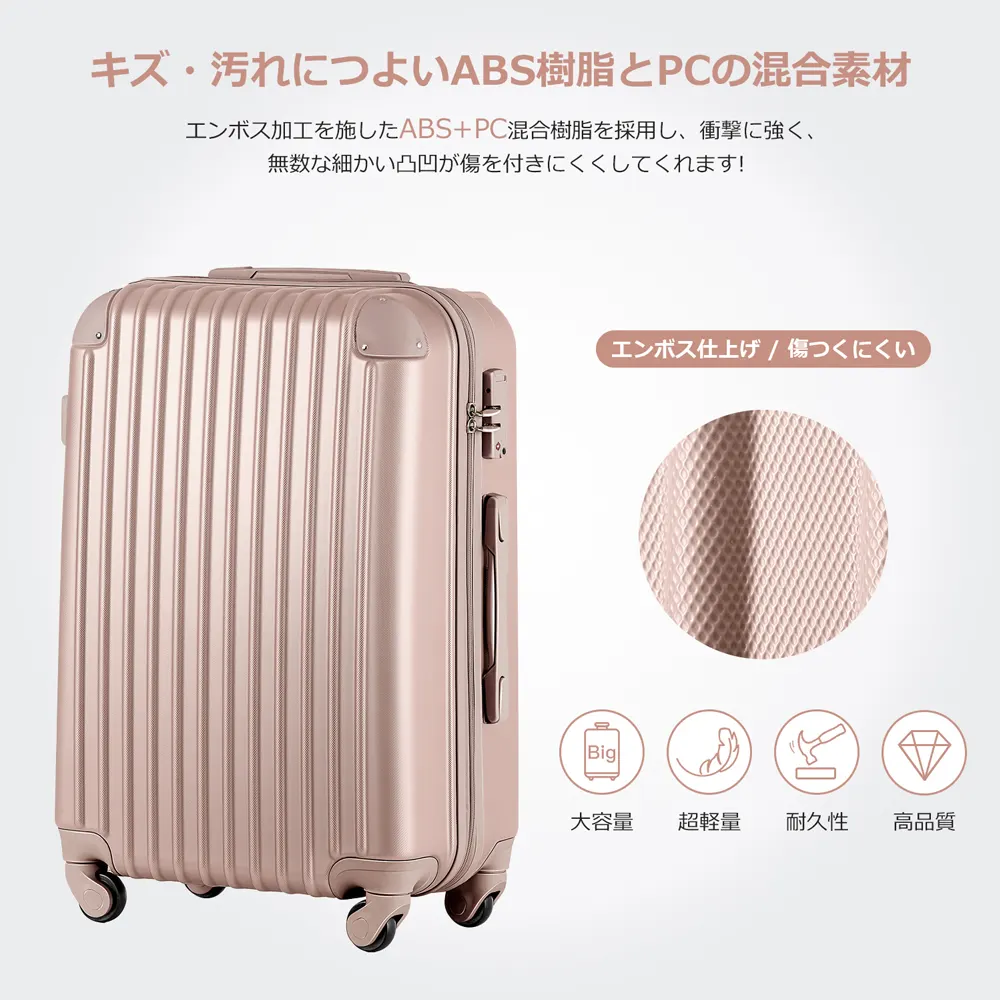 キズ・汚れにつよいABS樹脂とPCの混合素材
エンボス加工を施したABS+PC混合樹脂を採用し、衝撃に強く、
無数な細かい凸凹が傷を付きにくくしてくれます!
エンボス仕上げ / 傷つくにくい
Big
大容量
超軽量
耐久性
高品質